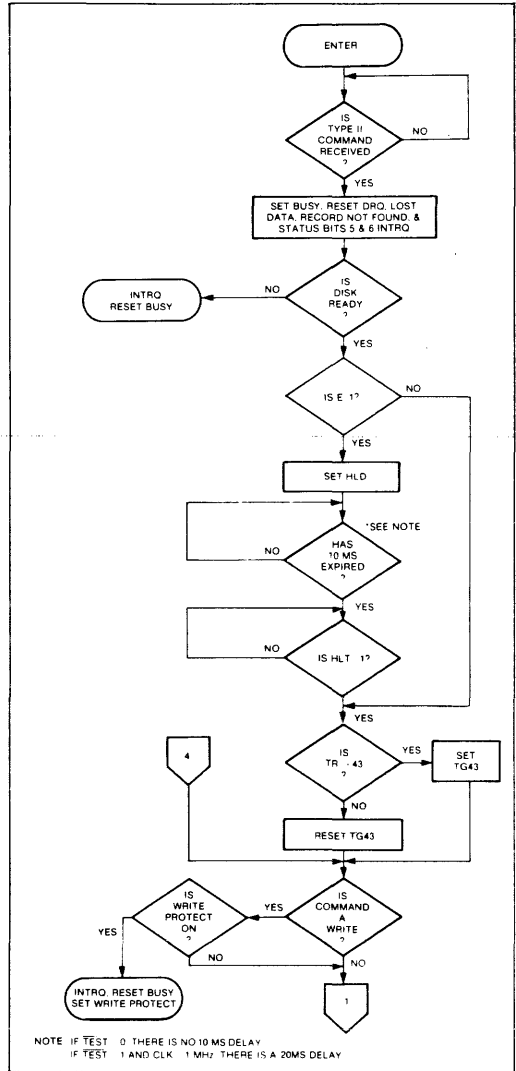 ENTER
IS
TYPE II
COMMAND
RECEIVED
?
NO
YES
SET BUSY, RESET DRQ, LOST
DATA, RECORD NOT FOUND, &
STATUS BITS 5 & 6 INTRQ
IS
DISK
READY
?
NO
INTRQ
RESET BUSY
YES
IS E 1?
NO
YES
SET HLD
*SEE NOTE
HAS
10 MS
EXPIRED
?
NO
YES
IS HLT 1?
NO
YES
4
IS
TR 43
?
YES
SET
TG43
NO
RESET TG43
IS
COMMAND
A
WRITE
?
YES
IS
WRITE
PROTECT
ON
?
YES
NO
NO
INTRQ, RESET BUSY
SET WRITE PROTECT
1
NOTE IF TEST 0 THERE IS NO 10 MS DELAY
IF TEST 1 AND CLK 1 MHz THERE IS A 20MS DELAY